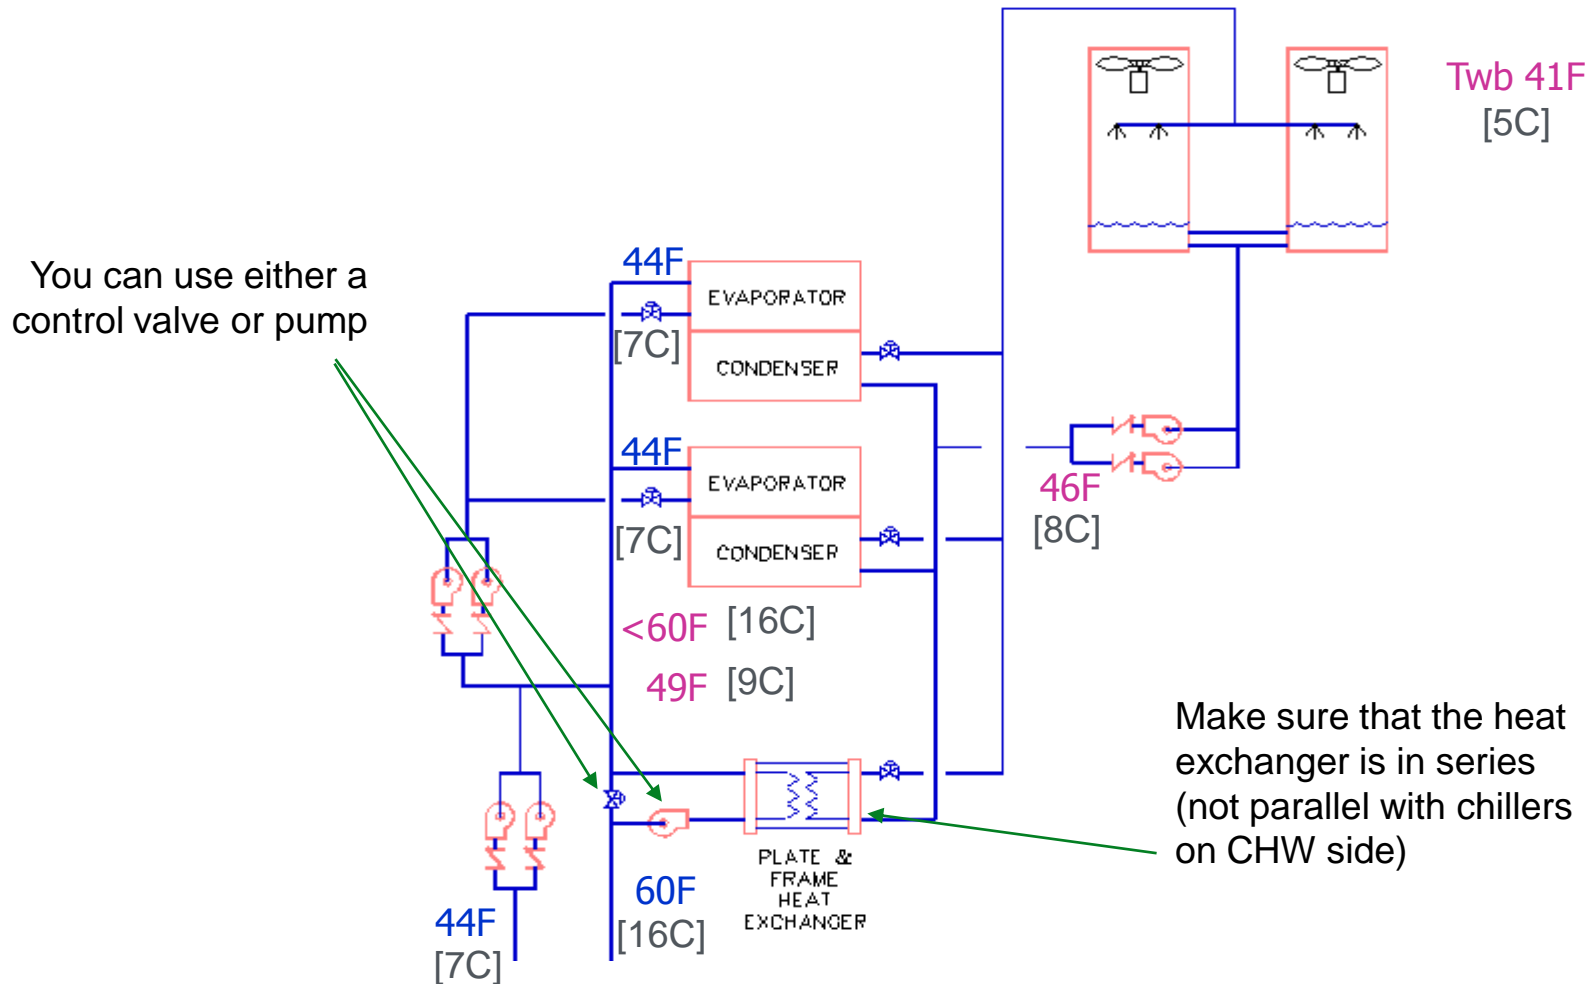 Twb 41F
[5C]
You can use either a
control valve or pump
44F
EVAPORATOR
[7C]
CONDENSER
44F
EVAPORATOR
[7C]
CONDENSER
46F
[8C]
<60F [16C]
49F [9C]
Make sure that the heat
exchanger is in series
(not parallel with chillers
on CHW side)
PLATE &
FRAME
HEAT
EXCHANGER
60F
[16C]
44F
[7C]